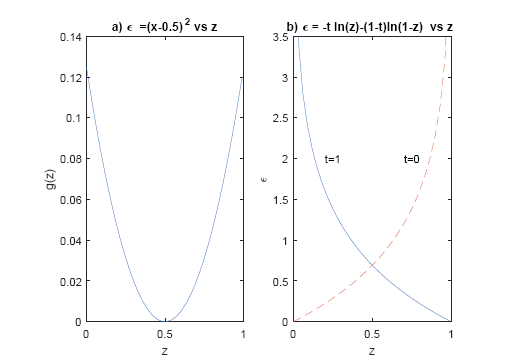 a) ϵ =(x-0.5)² vs z
0.14
0.12
0.1
0.08
0.06
0.04
0.02
0
g(z)
0
0.5
1
z
b) ϵ = -t ln(z)-(1-t)ln(1-z) vs z
3.5
3
2.5
2
1.5
1
0.5
0
ϵ
t=1
t=0
0
0.5
1
z